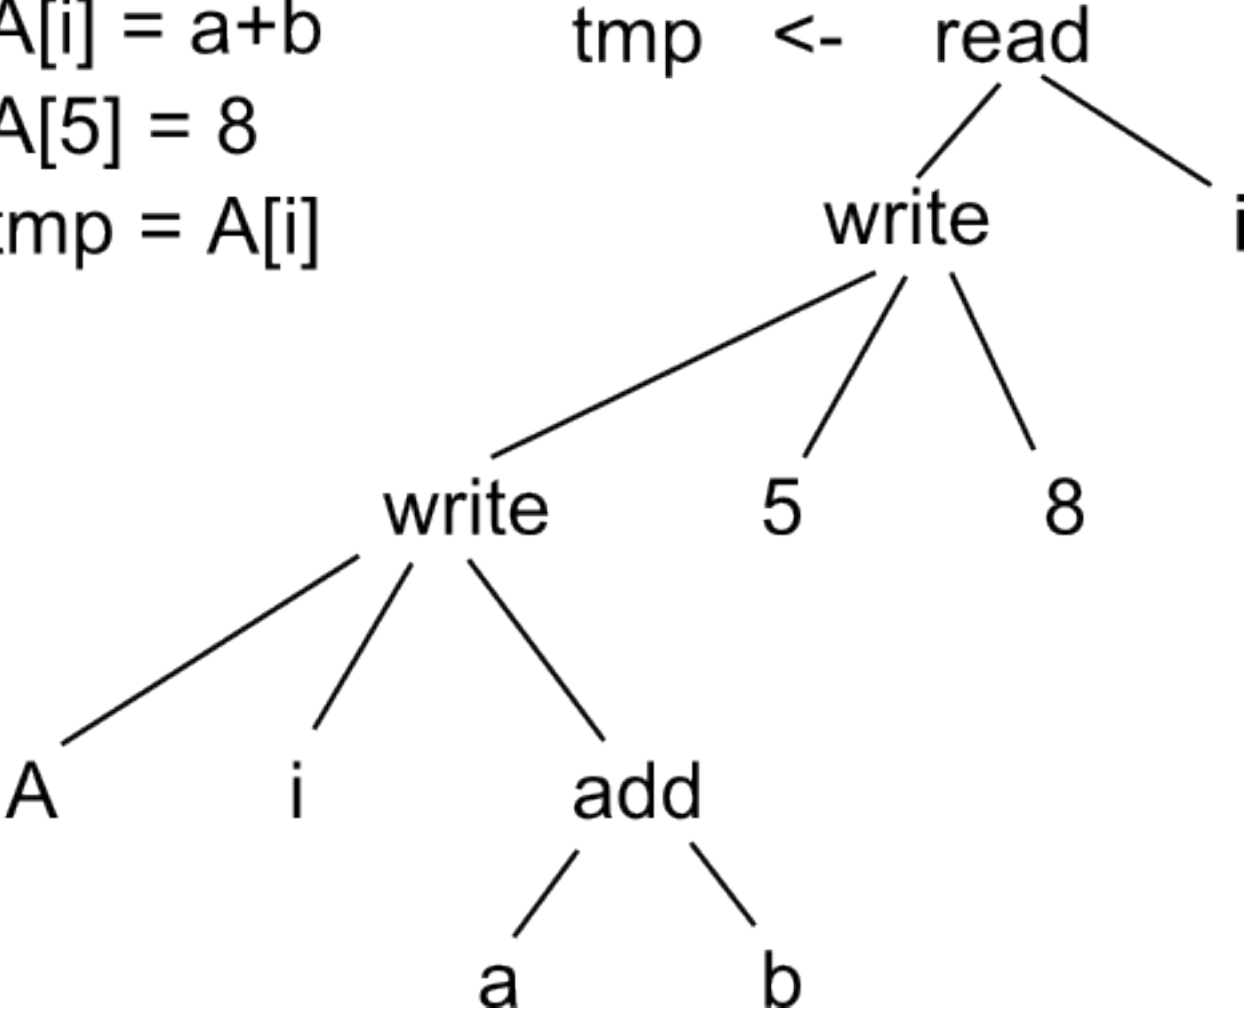 A[i] = a+b
A[5] = 8
tmp = A[i]
tmp <- read
write i
write 5 8
A i add
a b